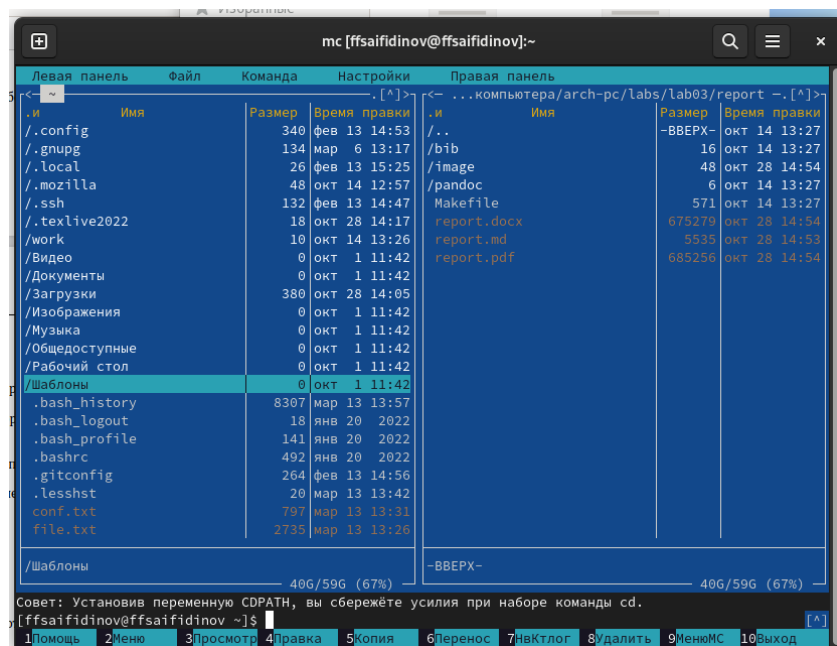 Избранные
mc [ffsaifidinov@ffsaifidinov]:~
Левая панель Файл Команда Настройки Правая панель
<— ~ .[^]>
.и Имя Размер Время правки
/.config 340 фев 13 14:53
/.gnupg 134 мар 6 13:17
/.local 26 фев 13 15:25
/.mozilla 48 окт 14 12:57
/.ssh 132 фев 13 14:47
/.texlive2022 18 окт 28 14:17
/work 10 окт 14 13:26
/Видео 0 окт 1 11:42
/Документы 0 окт 1 11:42
/Загрузки 380 окт 28 14:05
/Изображения 0 окт 1 11:42
/Музыка 0 окт 1 11:42
/Общедоступные 0 окт 1 11:42
/Рабочий стол 0 окт 1 11:42
/Шаблоны 0 окт 1 11:42
.bash_history 8307 мар 13 13:57
.bash_logout 18 янв 20 2022
.bash_profile 141 янв 20 2022
.bashrc 492 янв 20 2022
.gitconfig 264 фев 13 14:56
.lesshst 20 мар 13 13:42
conf.txt 797 мар 13 13:31
file.txt 2735 мар 13 13:26
/Шаблоны
40G/59G (67%)
<— ...компьютера/arch-pc/labs/lab03/report —.[^]>
.и Имя Размер Время правки
/.. -ВВЕРХ- окт 14 13:27
/bib 16 окт 14 13:27
/image 48 окт 28 14:54
/pandoc 6 окт 14 13:27
Makefile 571 окт 14 13:27
report.docx 675279 окт 28 14:54
report.md 5535 окт 28 14:53
report.pdf 685256 окт 28 14:54
-ВВЕРХ-
40G/59G (67%)
Совет: Установив переменную CDPATH, вы сбережёте усилия при наборе команды cd.
[ffsaifidinov@ffsaifidinov ~]$ [^]
1Помощь 2Меню 3Просмотр 4Правка 5Копия 6Перенос 7НвКтлог 8Удалить 9МенюМС 10Выход